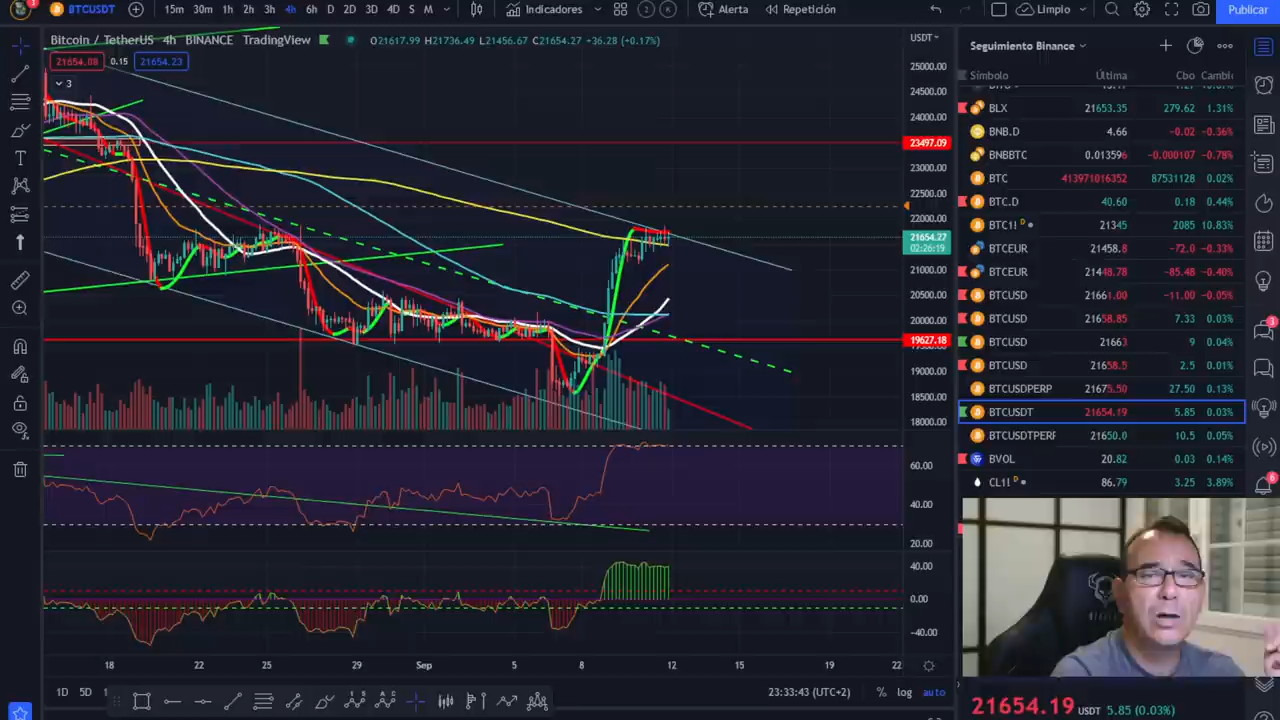 BTCUSDT 15m 30m 1h 2h 3h 4h 6h D 2D 3D 4D S M Indicadores Alerta Repetición Limpio Publicar
Bitcoin / TetherUS 4h BINANCE TradingView O21617.99 H21736.49 L21456.67 C21654.27 +36.28 (+0.17%)
21654.08 0.15 21654.23
3
USDT
25000.00
24500.00
24000.00
23497.09
23000.00
22500.00
22000.00
21654.27
02:26:19
21000.00
20500.00
20000.00
19627.18
19000.00
18500.00
18000.00
60.00
40.00
20.00
40.00
0.00
−40.00
18 22 25 29 Sep 5 8 12 15 19 22
1D 5D
23:33:43 (UTC+2) % log auto
Seguimiento Binance
Símbolo Última Cbo Cambic
BLX 21653.35 279.62 1.31%
BNB.D 4.66 −0.02 −0.36%
BNBBTC 0.013596 −0.000107 −0.78%
BTC 413971016352 87531128 0.02%
BTC.D 40.60 0.18 0.44%
BTC1! D 21345 2085 10.83%
BTCEUR 21458.8 −72.0 −0.33%
BTCEUR 21448.78 −85.48 −0.40%
BTCUSD 21661.00 −11.00 −0.05%
BTCUSD 21658.85 7.33 0.03%
BTCUSD 21663 9 0.04%
BTCUSD 21658.5 2.5 0.01%
BTCUSDPERP 21675.50 27.50 0.13%
BTCUSDT 21654.19 5.85 0.03%
BTCUSDTPERF 21650.0 10.5 0.05%
BVOL 20.82 0.03 0.14%
CL1! D 86.79 3.25 3.89%
21654.19 USDT 5.85 (0.03%)